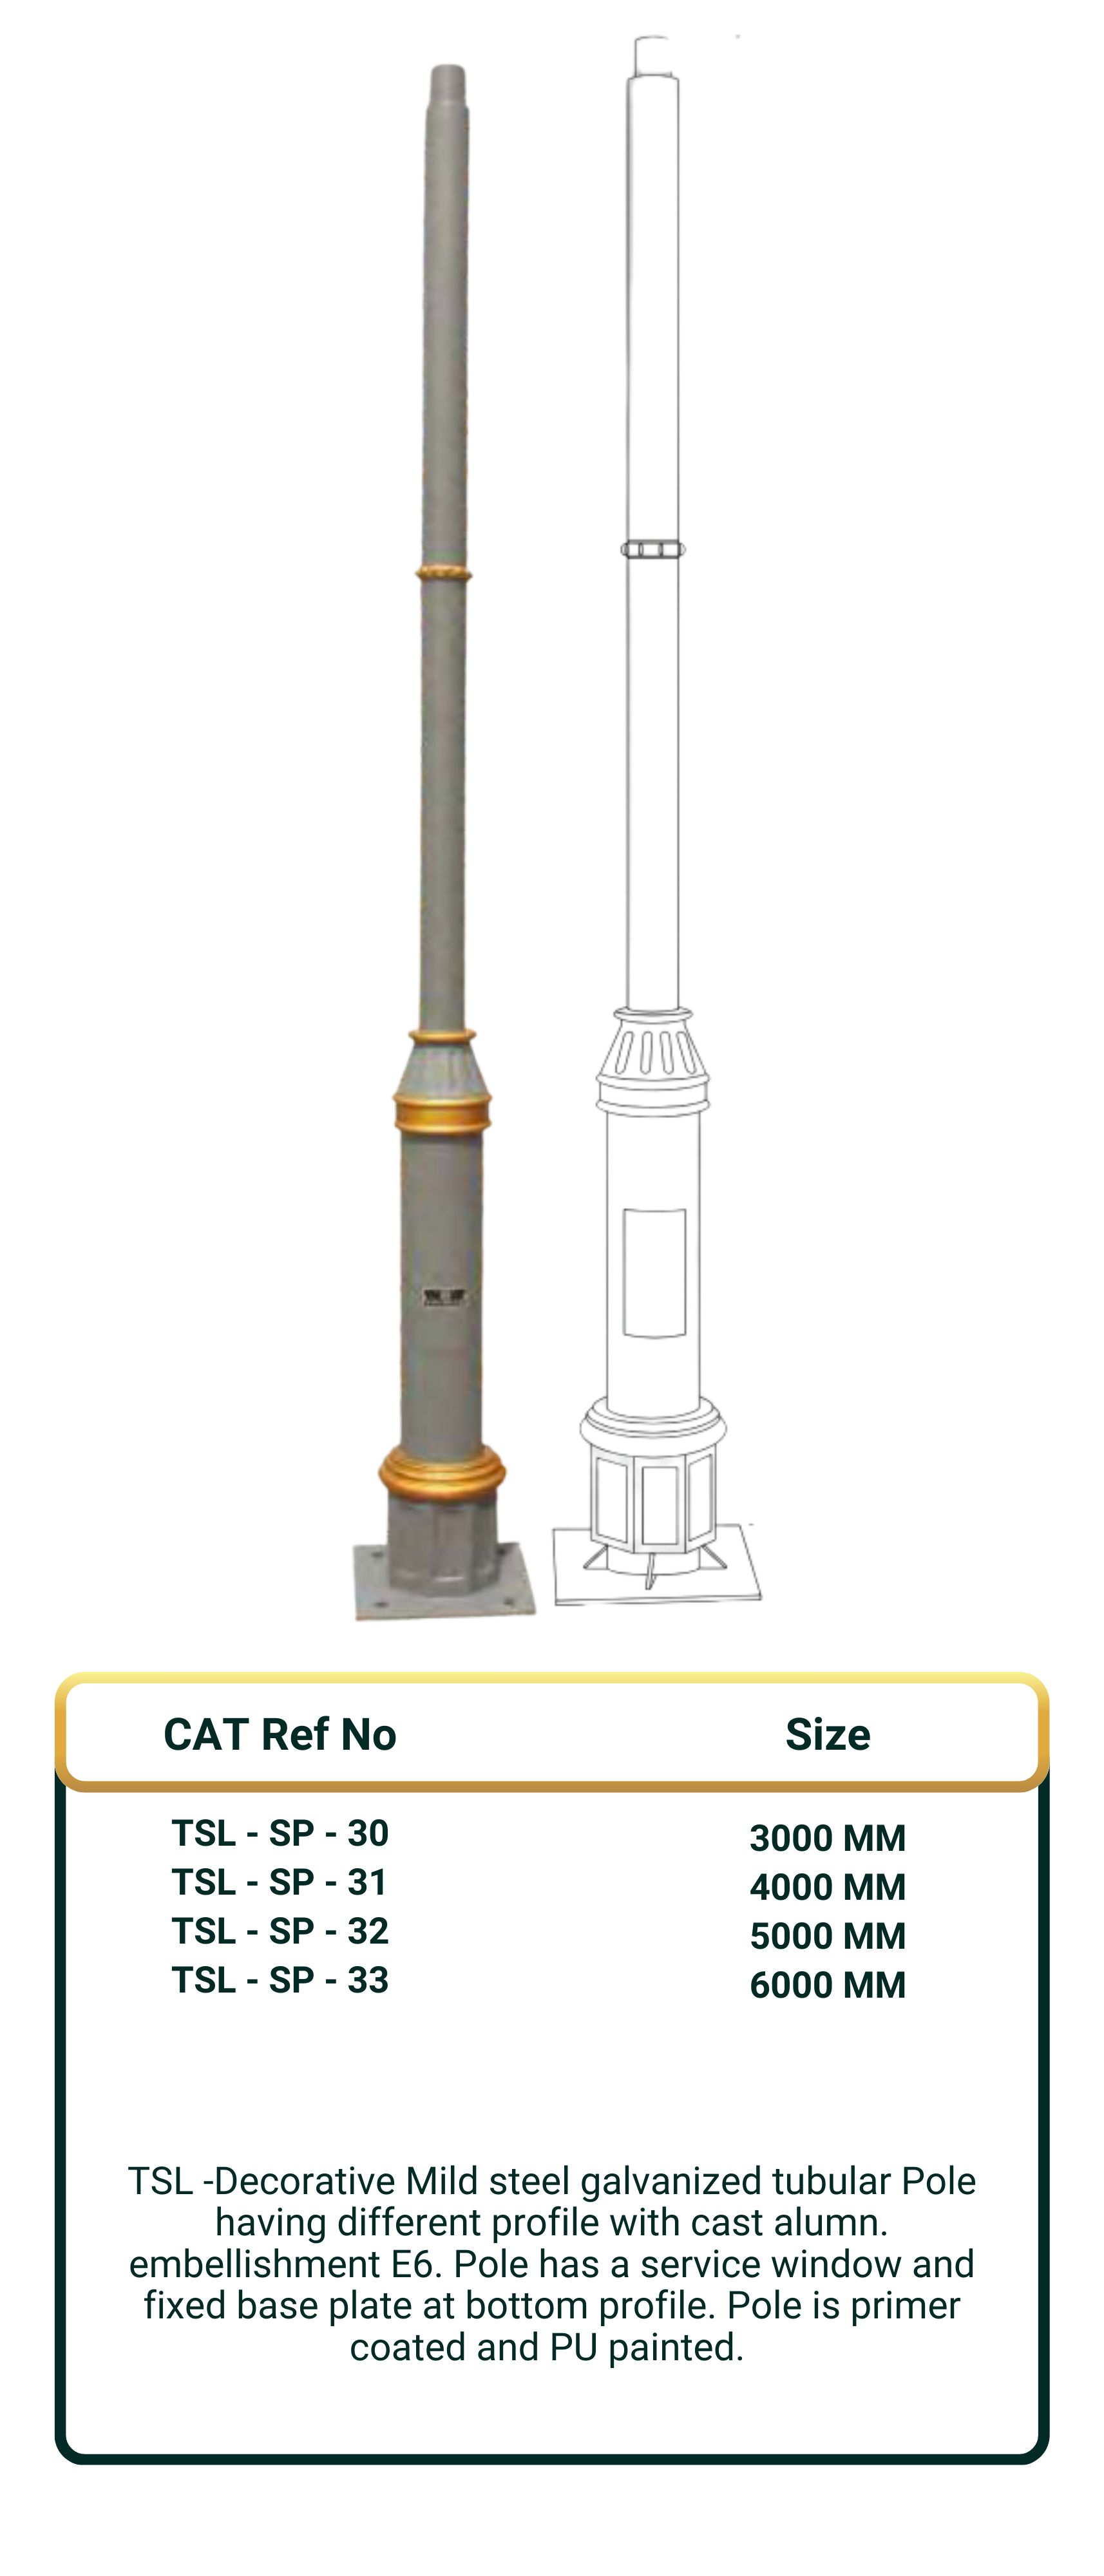 CAT Ref No Size
TSL - SP - 30 3000 MM
TSL - SP - 31 4000 MM
TSL - SP - 32 5000 MM
TSL - SP - 33 6000 MM
TSL -Decorative Mild steel galvanized tubular Pole
having different profile with cast alumn.
embellishment E6. Pole has a service window and
fixed base plate at bottom profile. Pole is primer
coated and PU painted.